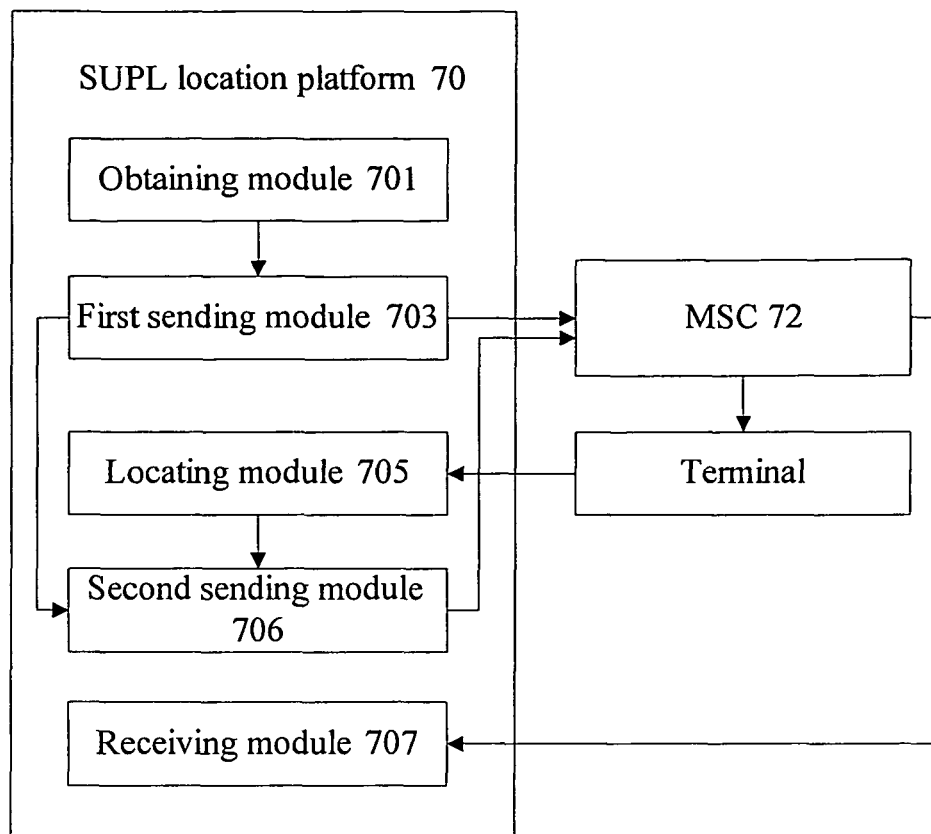 SUPL location platform 70
Obtaining module 701
First sending module 703
MSC 72
Locating module 705
Terminal
Second sending module
706
Receiving module 707